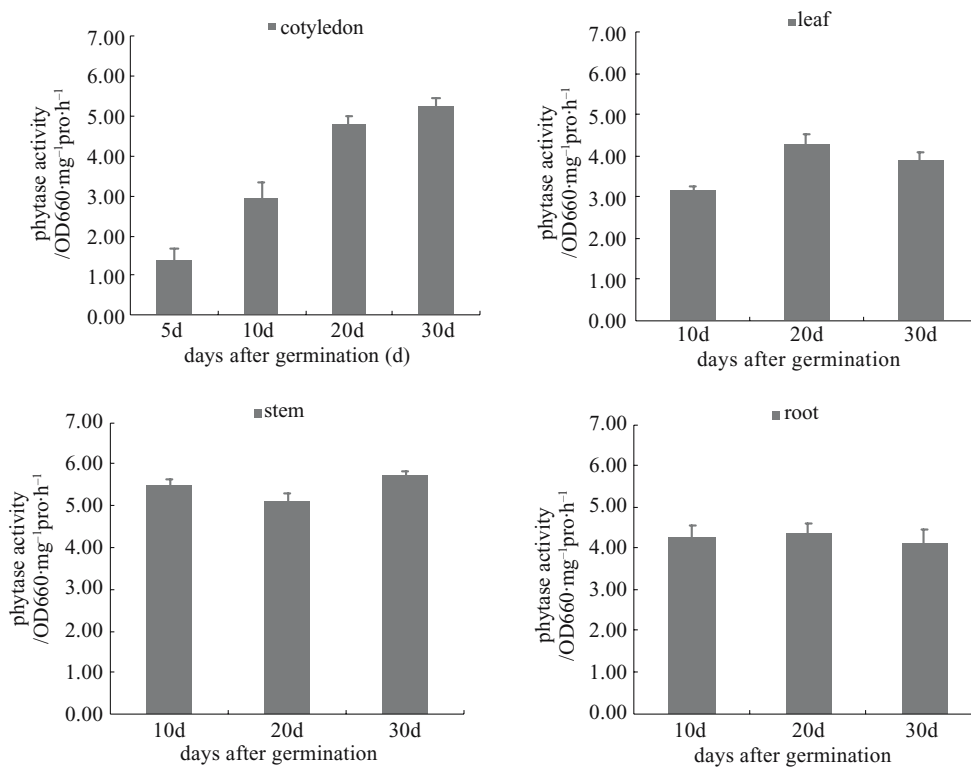 cotyledon
7.00
6.00
5.00
4.00
3.00
2.00
1.00
0.00
phytase activity
/OD660·mg⁻¹pro·h⁻¹
5d 10d 20d 30d
days after germination (d)
leaf
7.00
6.00
5.00
4.00
3.00
2.00
1.00
0.00
phytase activity
/OD660·mg⁻¹pro·h⁻¹
10d 20d 30d
days after germination
stem
7.00
6.00
5.00
4.00
3.00
2.00
1.00
0.00
phytase activity
/OD660·mg⁻¹pro·h⁻¹
10d 20d 30d
days after germination
root
7.00
6.00
5.00
4.00
3.00
2.00
1.00
0.00
phytase activity
/OD660·mg⁻¹pro·h⁻¹
10d 20d 30d
days after germination